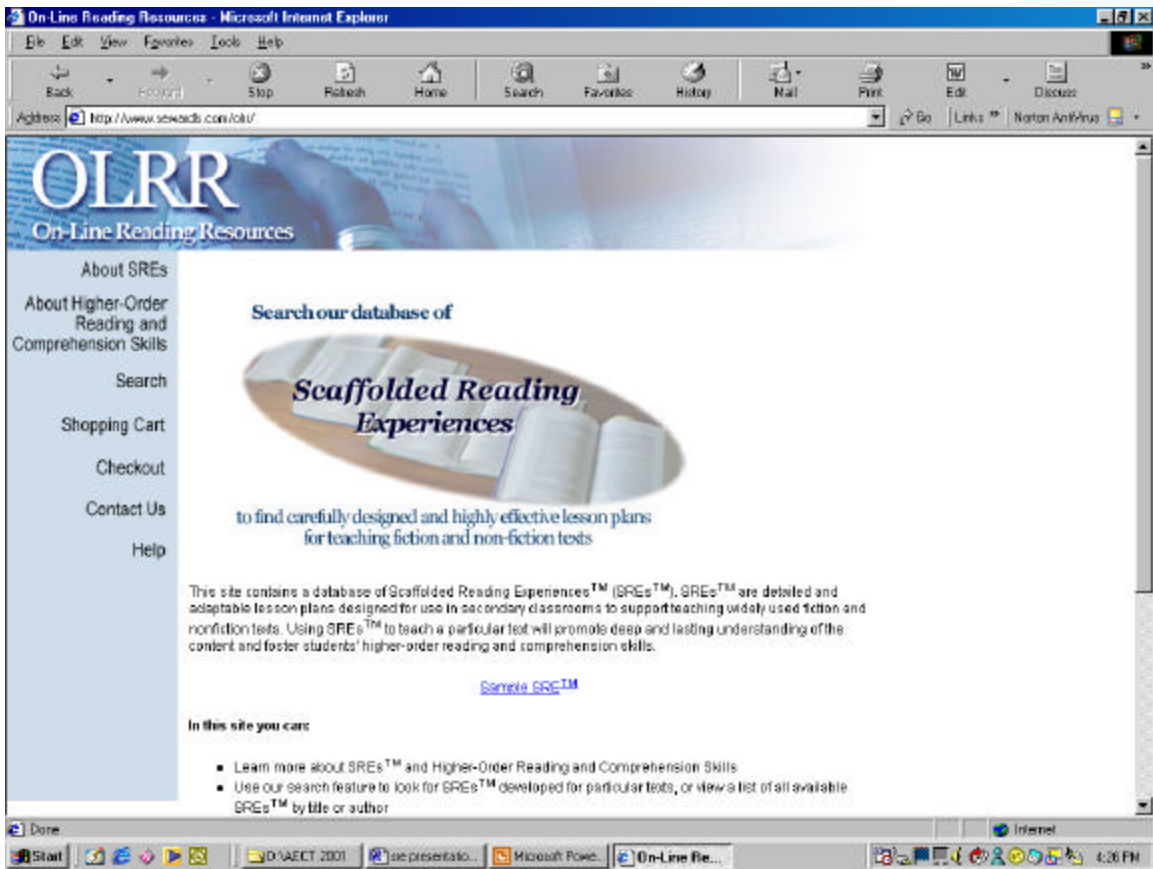 On-Line Reading Resources - Microsoft Internet Explorer
File Edit View Favorites Tools Help
Back Forward Stop Refresh Home Search Favorites History Mail Print Edit Discuss
Address Go Links Norton AntiVirus
OLRR
On-Line Reading Resources
About SREs
About Higher-Order
Reading and
Comprehension Skills
Search
Shopping Cart
Checkout
Contact Us
Help
Search our database of
Scaffolded Reading
Experiences
to find carefully designed and highly effective lesson plans
for teaching fiction and non-fiction texts
This site contains a database of Scaffolded Reading Experiences™ (SREs™). SREs™ are detailed and
adaptable lesson plans designed for use in secondary classrooms to support teaching widely used fiction and
nonfiction texts. Using SREs™ to teach a particular text will promote deep and lasting understanding of the
content and foster students' higher-order reading and comprehension skills.
Sample SRE™
In this site you can:
• Learn more about SREs™ and Higher-Order Reading and Comprehension Skills
• Use our search feature to look for SREs™ developed for particular texts, or view a list of all available
SREs™ by title or author
Done Internet
Start D:\AECT 2001 sre presentatio... Microsoft Powe... On-Line Re... 4:26 PM